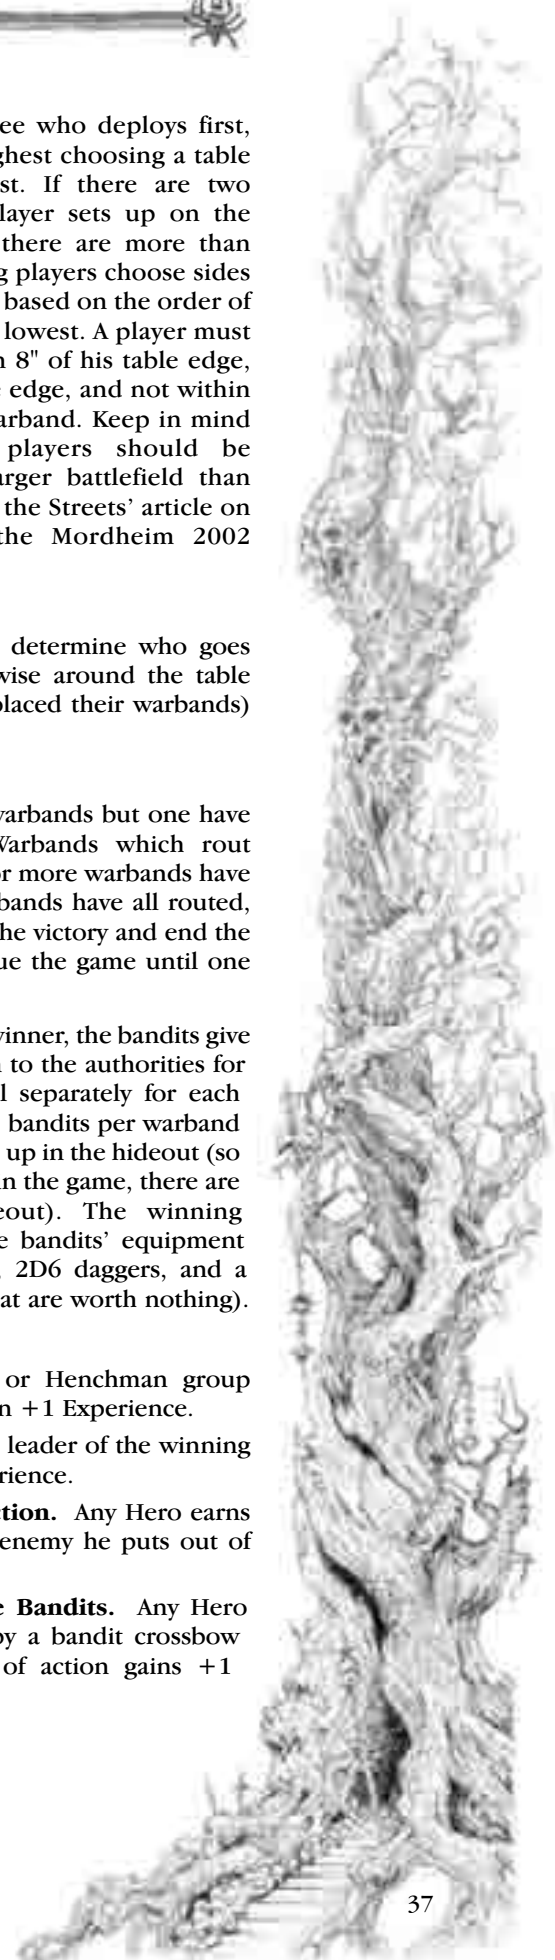 ee who deploys first,
ghest choosing a table
st. If there are two
layer sets up on the
there are more than
g players choose sides
based on the order of
lowest. A player must
n 8" of his table edge,
e edge, and not within
arband. Keep in mind
players should be
arger battlefield than
the Streets' article on
the Mordheim 2002
determine who goes
wise around the table
placed their warbands)
warbands but one have
Warbands which rout
or more warbands have
bands have all routed,
he victory and end the
ue the game until one
winner, the bandits give
n to the authorities for
l separately for each
bandits per warband
up in the hideout (so
in the game, there are
eout). The winning
e bandits' equipment
, 2D6 daggers, and a
at are worth nothing).
or Henchman group
n +1 Experience.
leader of the winning
rience.
ction. Any Hero earns
enemy he puts out of
e Bandits. Any Hero
by a bandit crossbow
of action gains +1
37